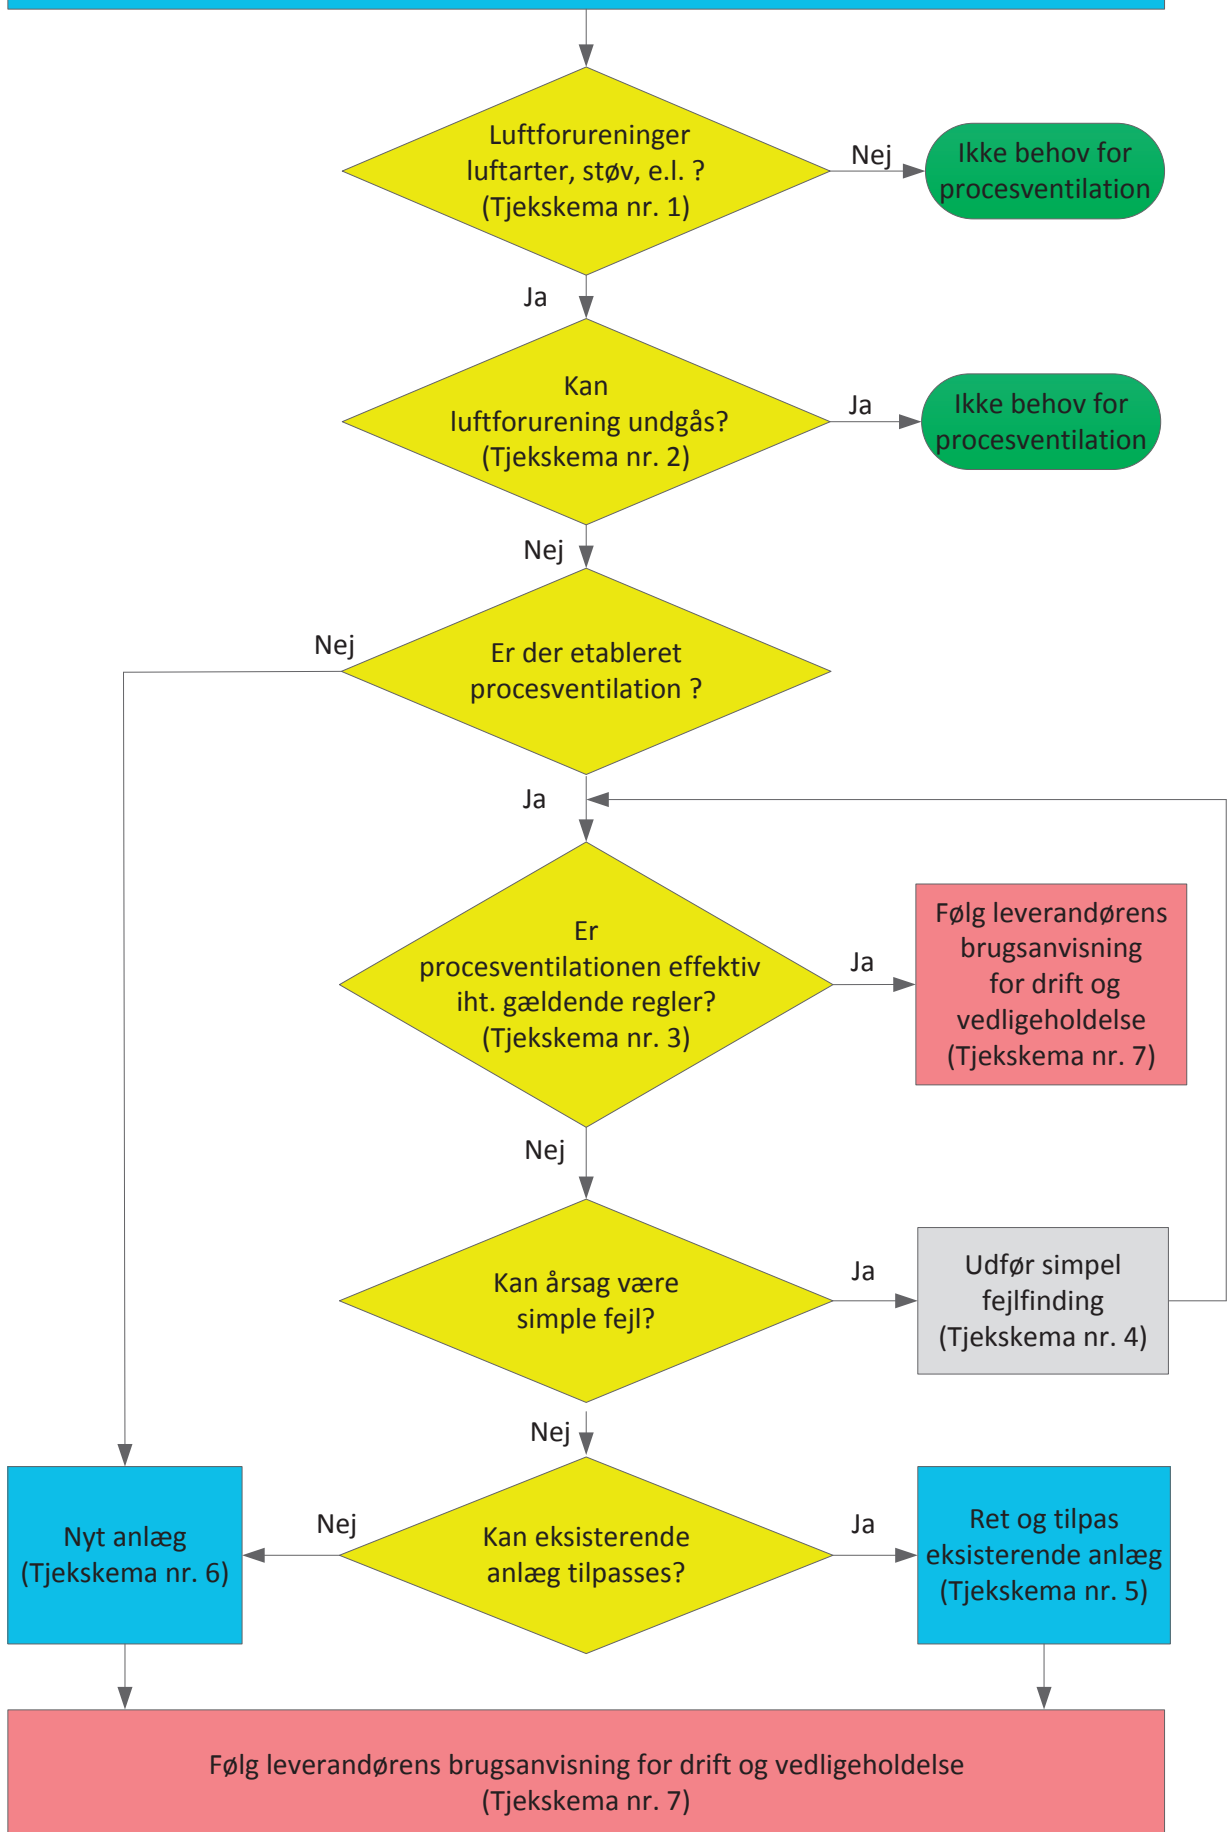 Luftforureninger
luftarter, støv, e.l. ?
(Tjekskema nr. 1)
Nej
Ikke behov for
procesventilation
Ja
Kan
luftforurening undgås?
(Tjekskema nr. 2)
Ja
Ikke behov for
procesventilation
Nej
Nej
Er der etableret
procesventilation ?
Ja
Er
procesventilationen effektiv
iht. gældende regler?
(Tjekskema nr. 3)
Ja
Følg leverandørens
brugsanvisning
for drift og
vedligeholdelse
(Tjekskema nr. 7)
Nej
Kan årsag være
simple fejl?
Ja
Udfør simpel
fejlfinding
(Tjekskema nr. 4)
Nej
Nyt anlæg
(Tjekskema nr. 6)
Nej
Kan eksisterende
anlæg tilpasses?
Ja
Ret og tilpas
eksisterende anlæg
(Tjekskema nr. 5)
Følg leverandørens brugsanvisning for drift og vedligeholdelse
(Tjekskema nr. 7)